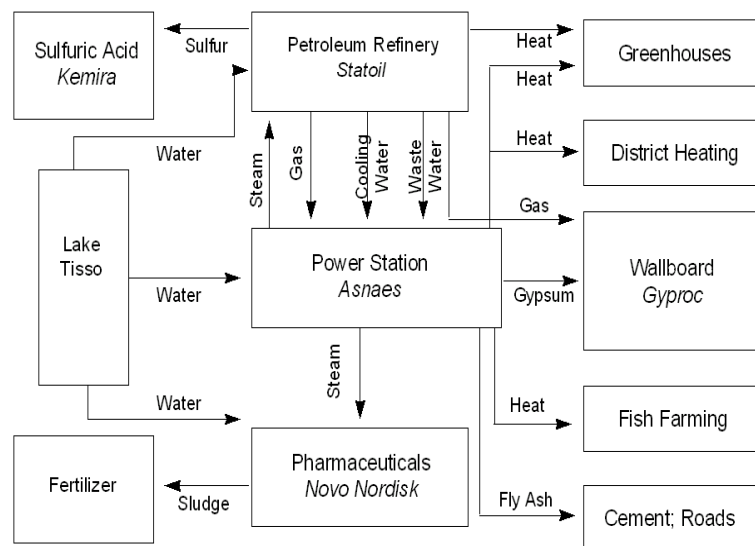 Sulfuric Acid
Kemira
Sulfur
Petroleum Refinery
Statoil
Heat
Heat
Greenhouses
Water
Steam
Gas
Cooling
Water
Waste
Water
Heat
District Heating
Gas
Lake
Tisso
Water
Power Station
Asnaes
Gypsum
Wallboard
Gyproc
Steam
Water
Heat
Fish Farming
Fertilizer
Sludge
Pharmaceuticals
Novo Nordisk
Fly Ash
Cement; Roads